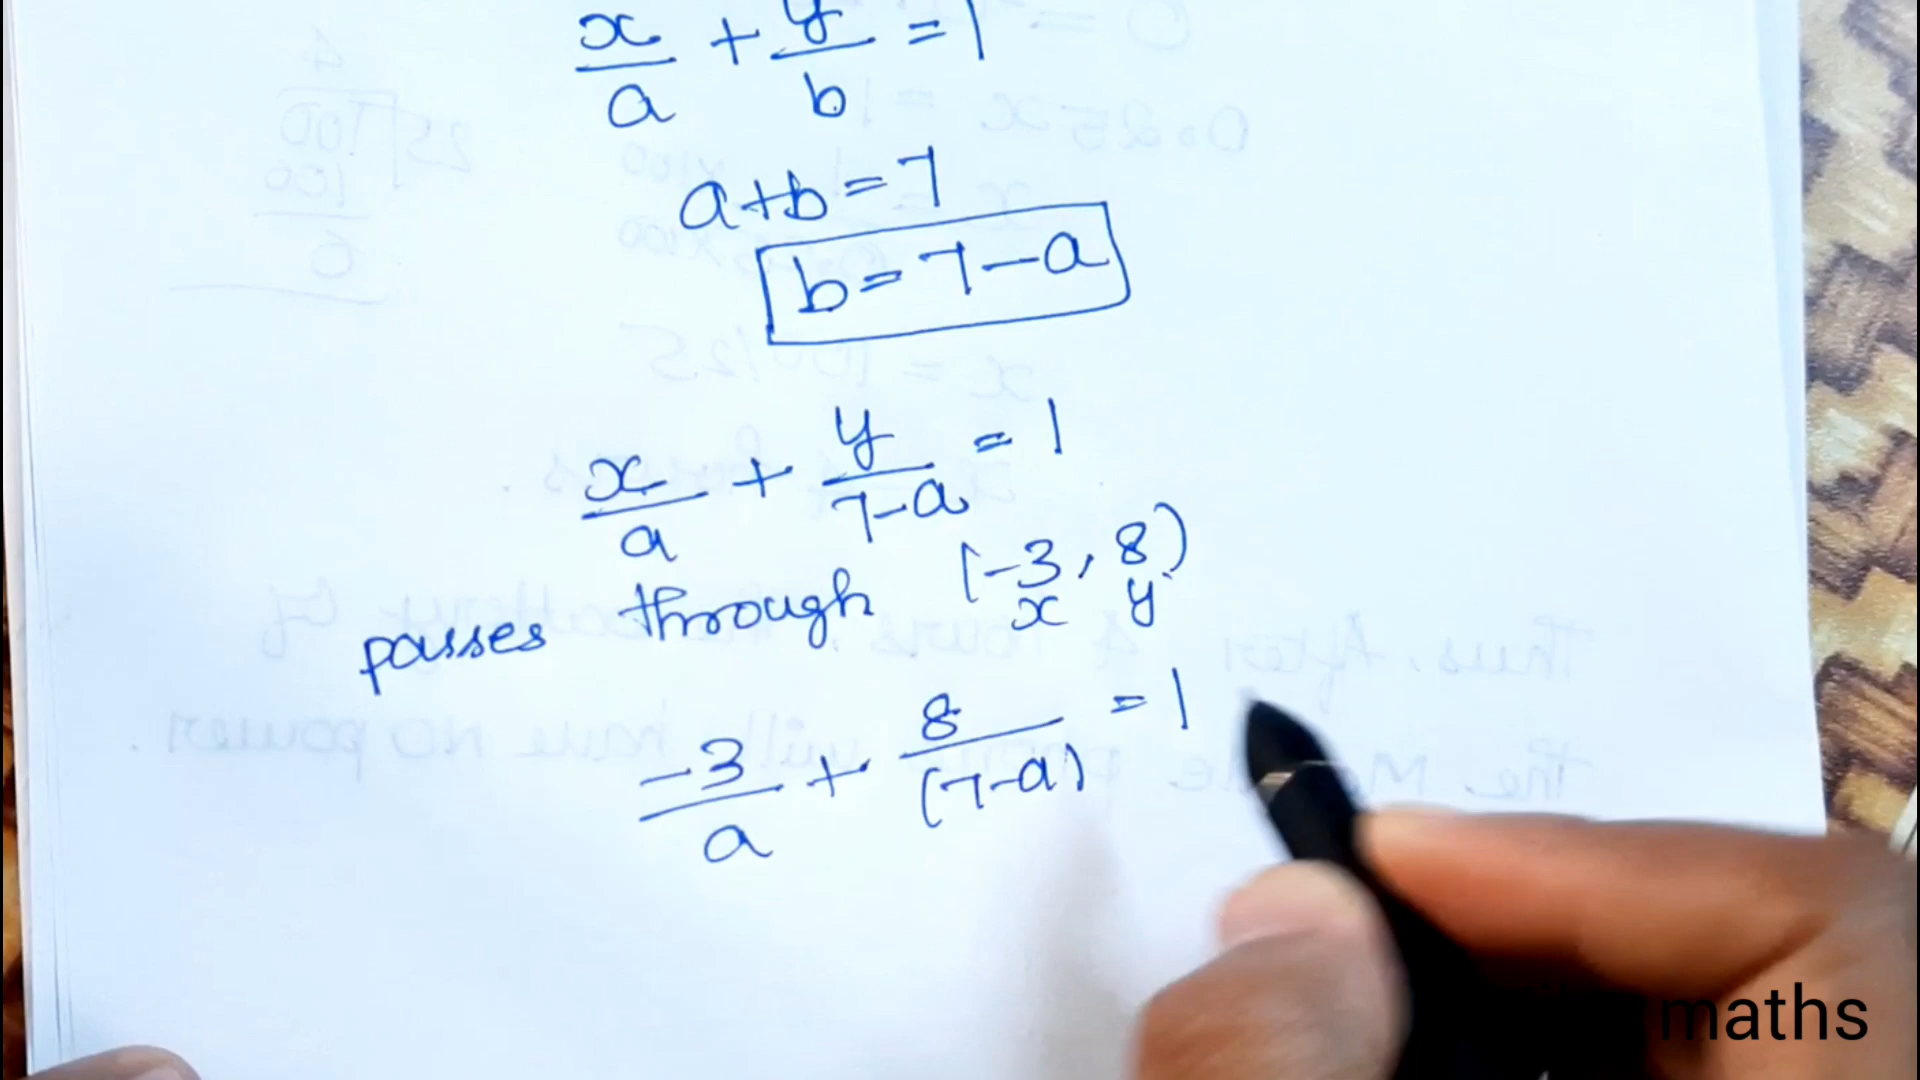 x/a + y/b = 1
a+b=7
b=7-a
x/a + y/7-a = 1
passes through (-3, 8)
x y
-3/a + 8/(7-a) = 1
maths